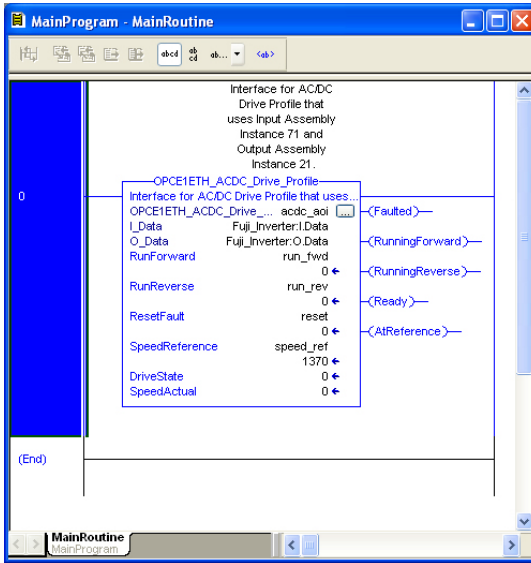 MainProgram - MainRoutine
abcd ab cd ab... <ab>
Interface for AC/DC
Drive Profile that
uses Input Assembly
Instance 71 and
Output Assembly
Instance 21.
OPCE1ETH_ACDC_Drive_Profile
0
Interface for AC/DC Drive Profile that uses...
OPCE1ETH_ACDC_Drive_... acdc_aoi ... Faulted
I_Data Fuji_Inverter:I.Data
O_Data Fuji_Inverter:O.Data RunningForward
RunForward run_fwd
0 RunningReverse
RunReverse run_rev
0 Ready
ResetFault reset
0 AtReference
SpeedReference speed_ref
1370
DriveState 0
SpeedActual 0
(End)
MainRoutine
MainProgram